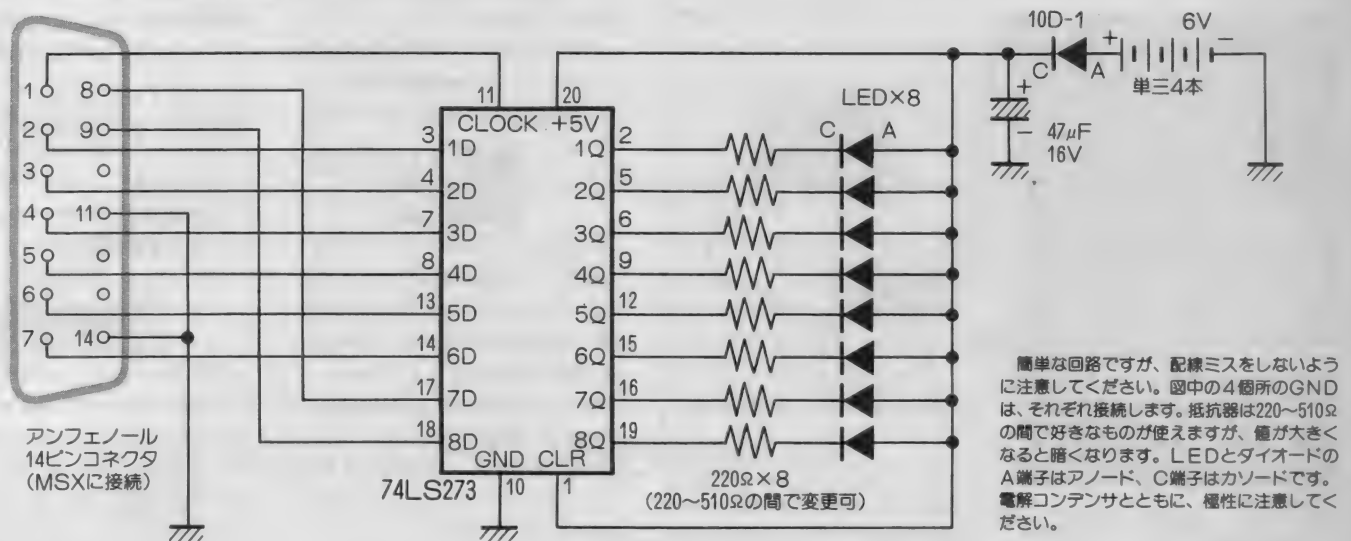 10D-1
6V
+
−
C
A
単三4本
+
−
47μF
16V
1
8
2
9
3
4
11
5
6
7
14
アンフェノール
14ピンコネクタ
(MSXに接続)
11
20
CLOCK +5V
3
1D
4
2D
7
3D
8
4D
13
5D
14
6D
17
7D
18
8D
1Q
2
2Q
5
3Q
6
4Q
9
5Q
12
6Q
15
7Q
16
8Q
19
GND CLR
74LS273
10
1
LED×8
C
A
220Ω×8
(220〜510Ωの間で変更可)
簡単な回路ですが、配線ミスをしないよう
に注意してください。図中の4個所のGND
は、それぞれ接続します。抵抗器は220〜510Ω
の間で好きなものが使えますが、値が大きく
なると暗くなります。LEDとダイオードの
A端子はアノード、C端子はカソードです。
電解コンデンサとともに、極性に注意してく
ださい。